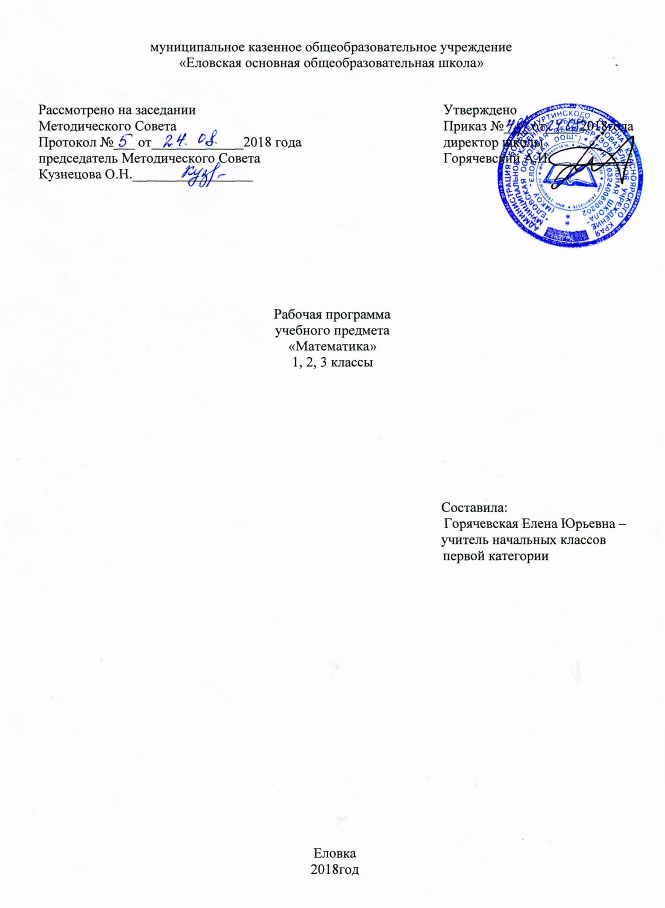 муниципальное казенное общеобразовательное учреждение
«Еловская основная общеобразовательная школа»
Рассмотрено на заседании
Методического Совета
Протокол № 5 от 24. 08. 2018 года
председатель Методического Совета
Кузнецова О.Н.
Утверждено
Приказ № от 2018года
директор школы
Горячевский А.И.
Рабочая программа
учебного предмета
«Математика»
1, 2, 3 классы
Составила:
Горячевская Елена Юрьевна –
учитель начальных классов
первой категории
Еловка
2018год